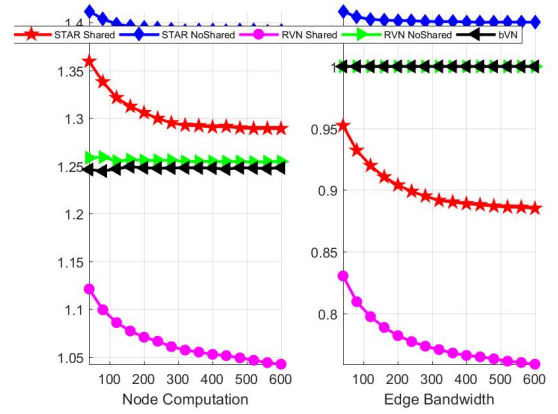 1.4
STAR Shared STAR NoShared RVN Shared RVN NoShared bVN
1.35
1.3
1.25
1.2
1.15
1.1
1.05
100 200 300 400 500 600
Node Computation
1
0.95
0.9
0.85
0.8
100 200 300 400 500 600
Edge Bandwidth